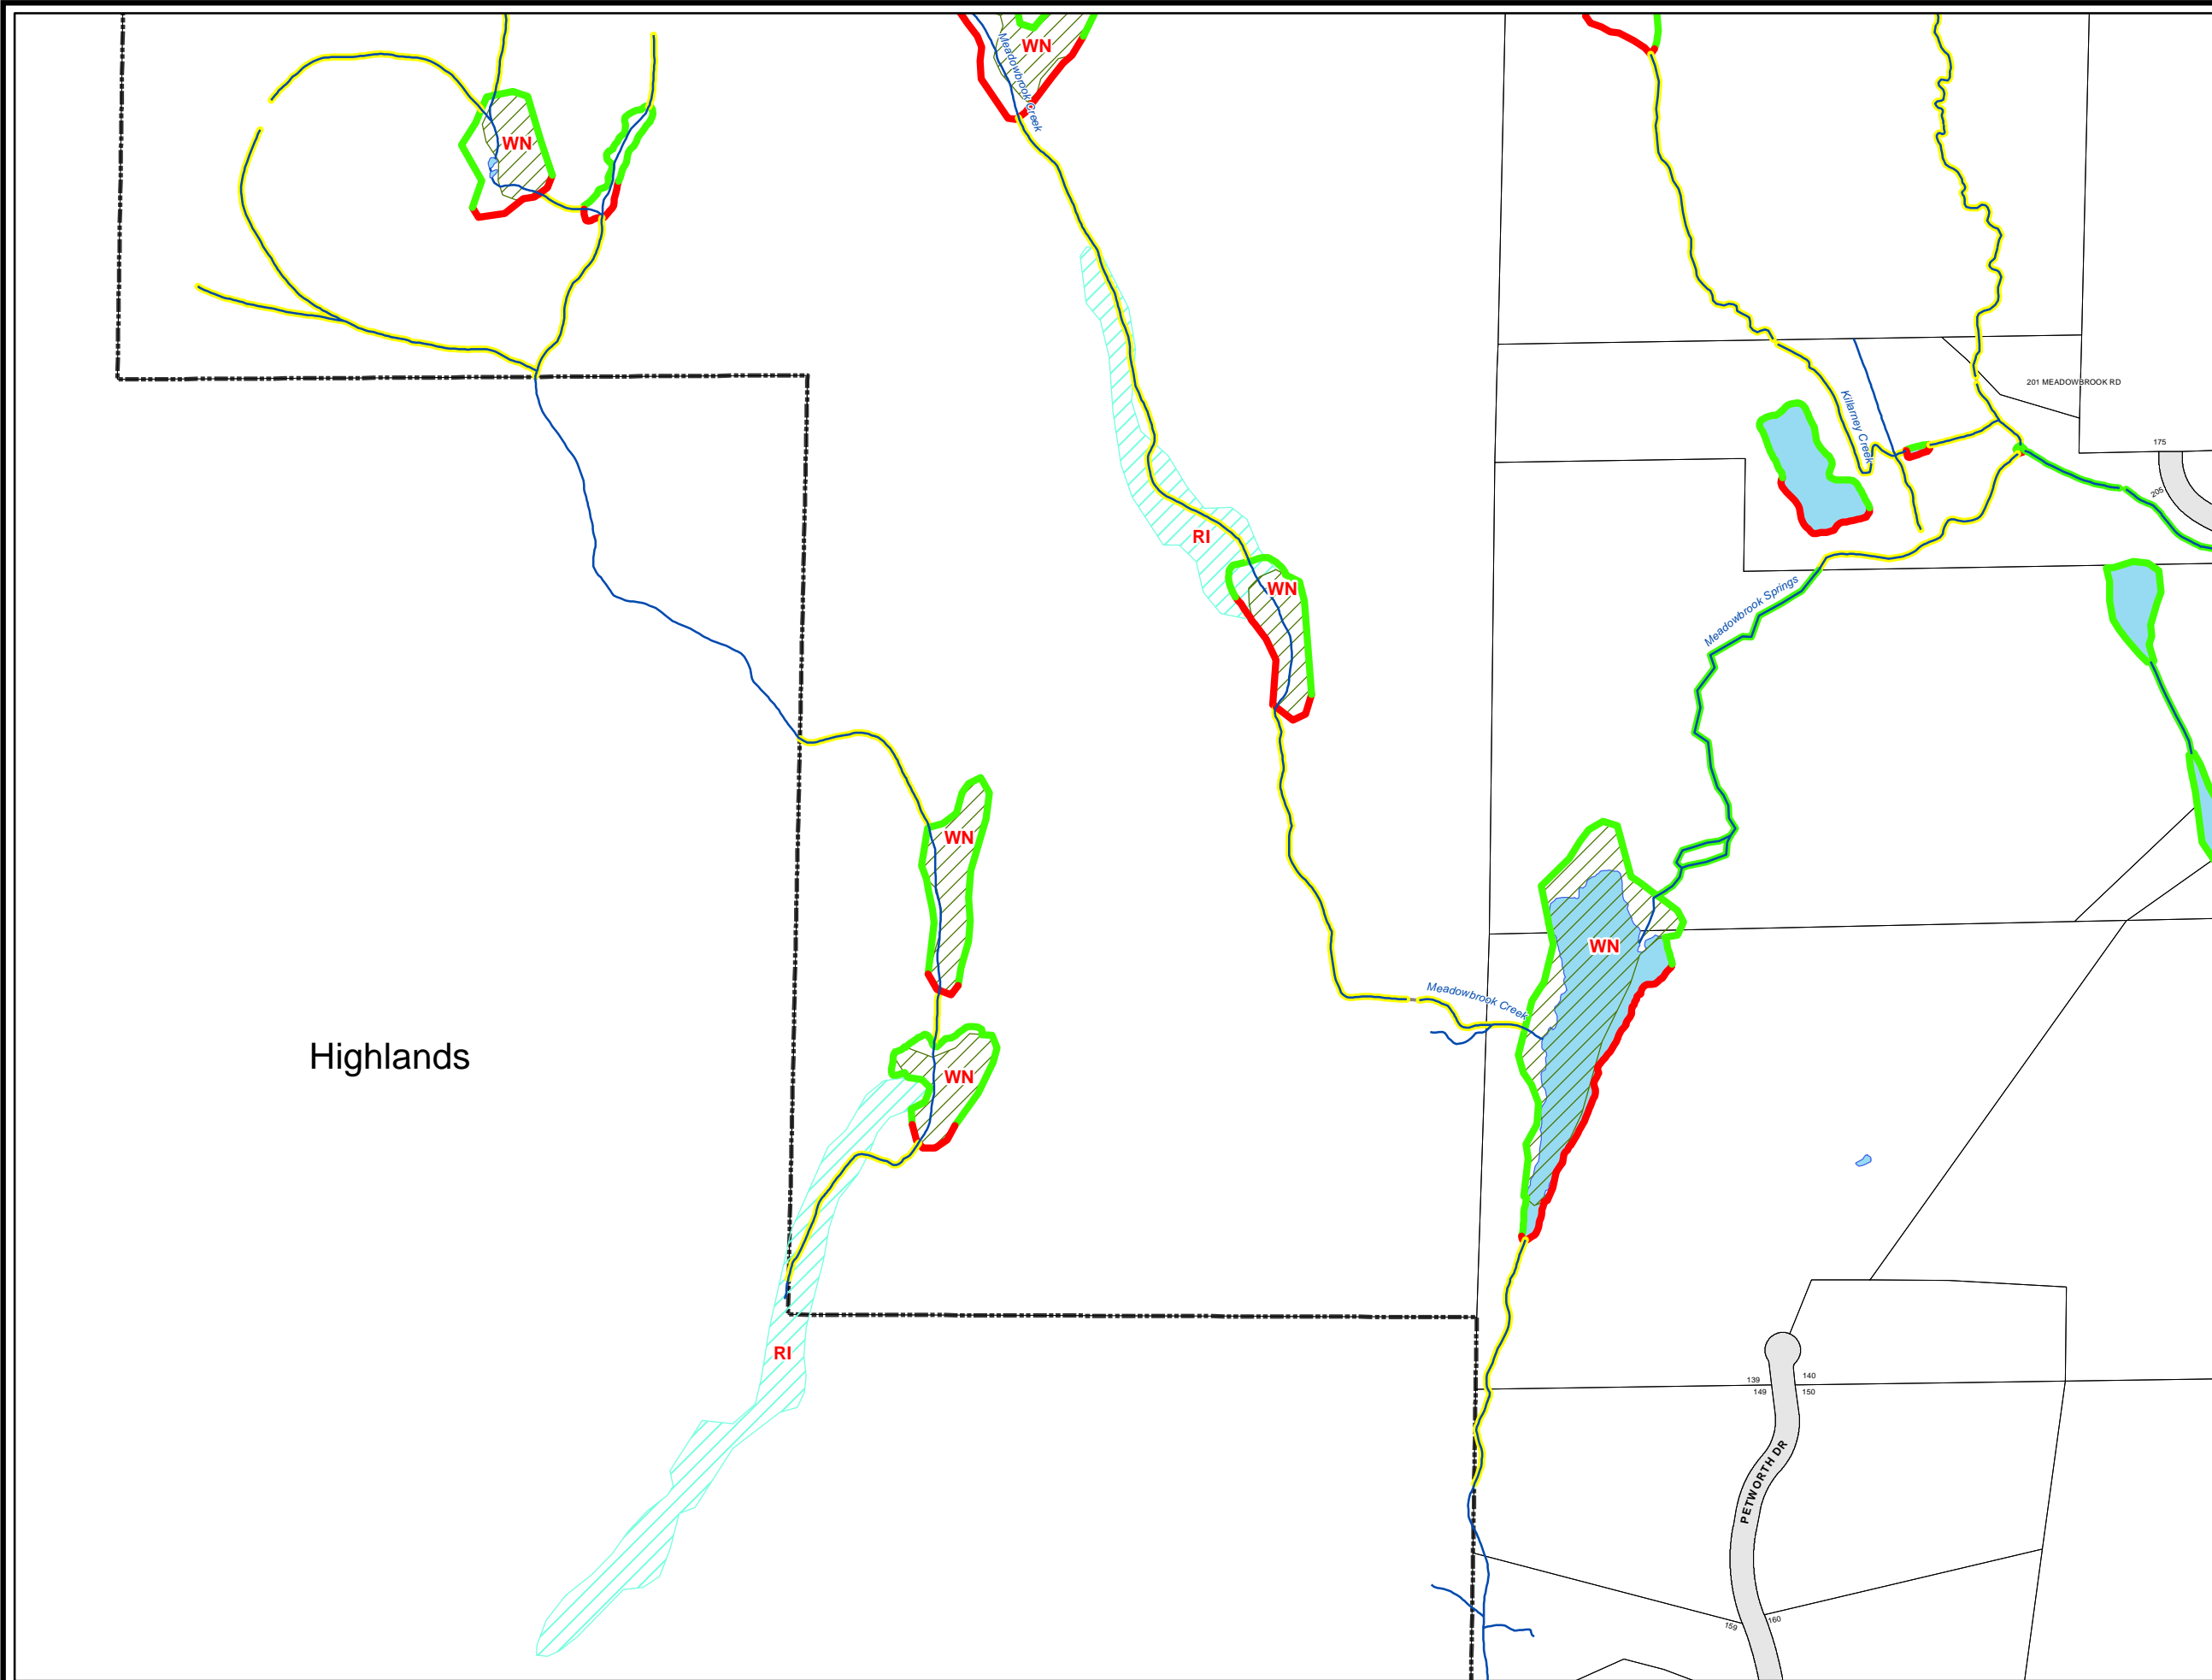 WN
Meadowbrook Creek
WN
201 MEADOWBROOK RD
Killarney Creek
175
205
RI
WN
Meadowbrook Springs
WN
WN
Meadowbrook Creek
Highlands
WN
RI
139
140
149
150
PETWORTH DR
159
160